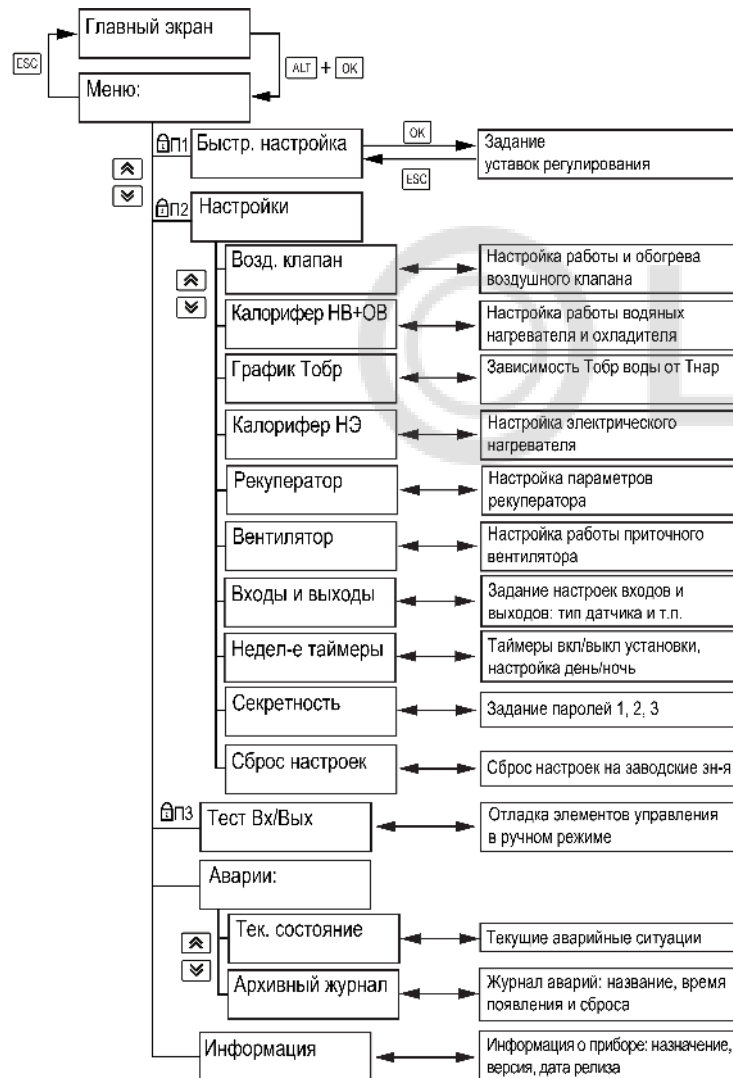 Главный экран
ESC
ALT + OK
Меню:
П1 Быстр. настройка
OK
ESC
Задание
уставок регулирования
П2 Настройки
Возд. клапан
Настройка работы и обогрева
воздушного клапана
Калорифер НВ+ОВ
Настройка работы водяных
нагревателя и охладителя
График Тобр
Зависимость Тобр воды от Тнар
Калорифер НЭ
Настройка электрического
нагревателя
Рекуператор
Настройка параметров
рекуператора
Вентилятор
Настройка работы приточного
вентилятора
Входы и выходы
Задание настроек входов и
выходов: тип датчика и т.п.
Недел-е таймеры
Таймеры вкл/выкл установки,
настройка день/ночь
Секретность
Задание паролей 1, 2, 3
Сброс настроек
Сброс настроек на заводские зн-я
П3 Тест Вх/Вых
Отладка элементов управления
в ручном режиме
Аварии:
Тек. состояние
Текущие аварийные ситуации
Архивный журнал
Журнал аварий: название, время
появления и сброса
Информация
Информация о приборе: назначение,
версия, дата релиза